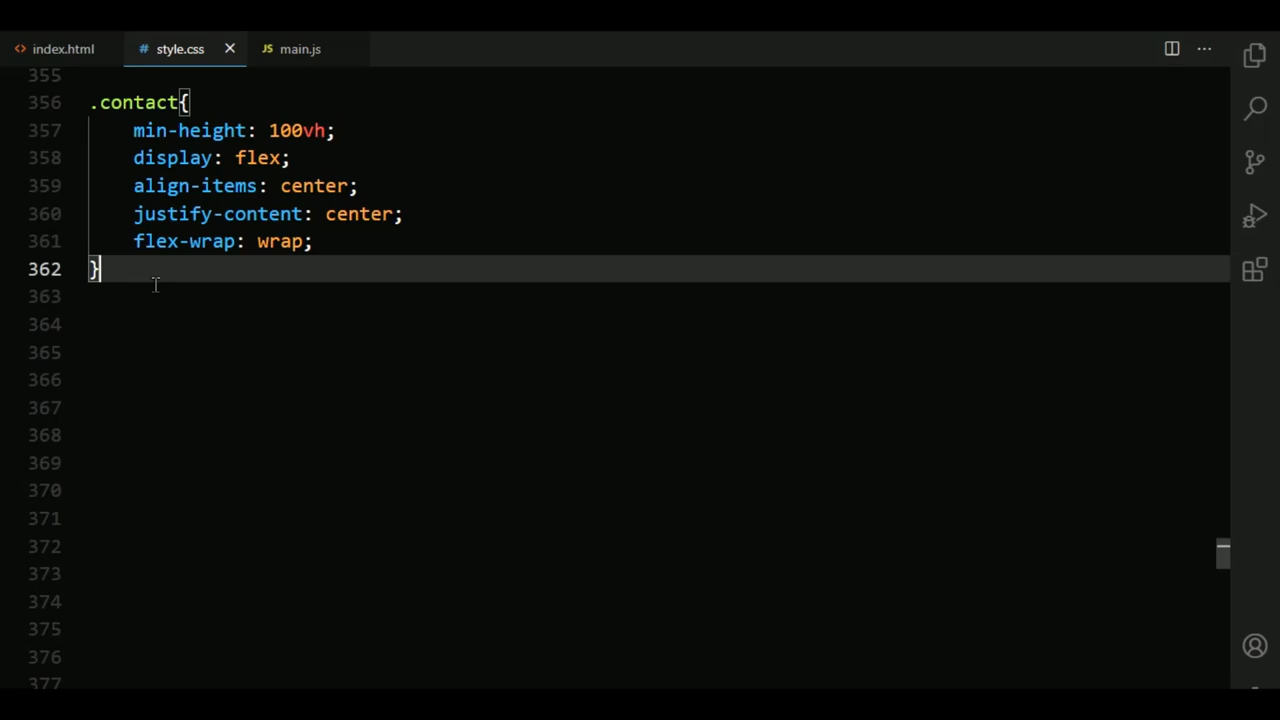 index.html style.css main.js
355
356 .contact{
357 min-height: 100vh;
358 display: flex;
359 align-items: center;
360 justify-content: center;
361 flex-wrap: wrap;
362 }
363
364
365
366
367
368
369
370
371
372
373
374
375
376
377